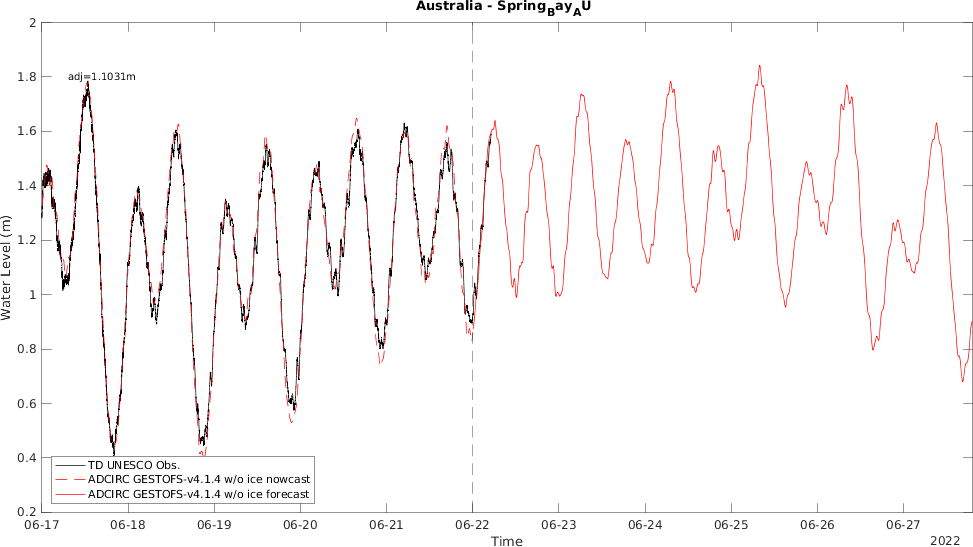 Australia - SpringBayAU
adj=1.1031m
Water Level (m)
2
1.8
1.6
1.4
1.2
1
0.8
0.6
0.4
0.2
TD UNESCO Obs.
ADCIRC GESTOFS-v4.1.4 w/o ice nowcast
ADCIRC GESTOFS-v4.1.4 w/o ice forecast
06-17 06-18 06-19 06-20 06-21 06-22 06-23 06-24 06-25 06-26 06-27
Time
2022